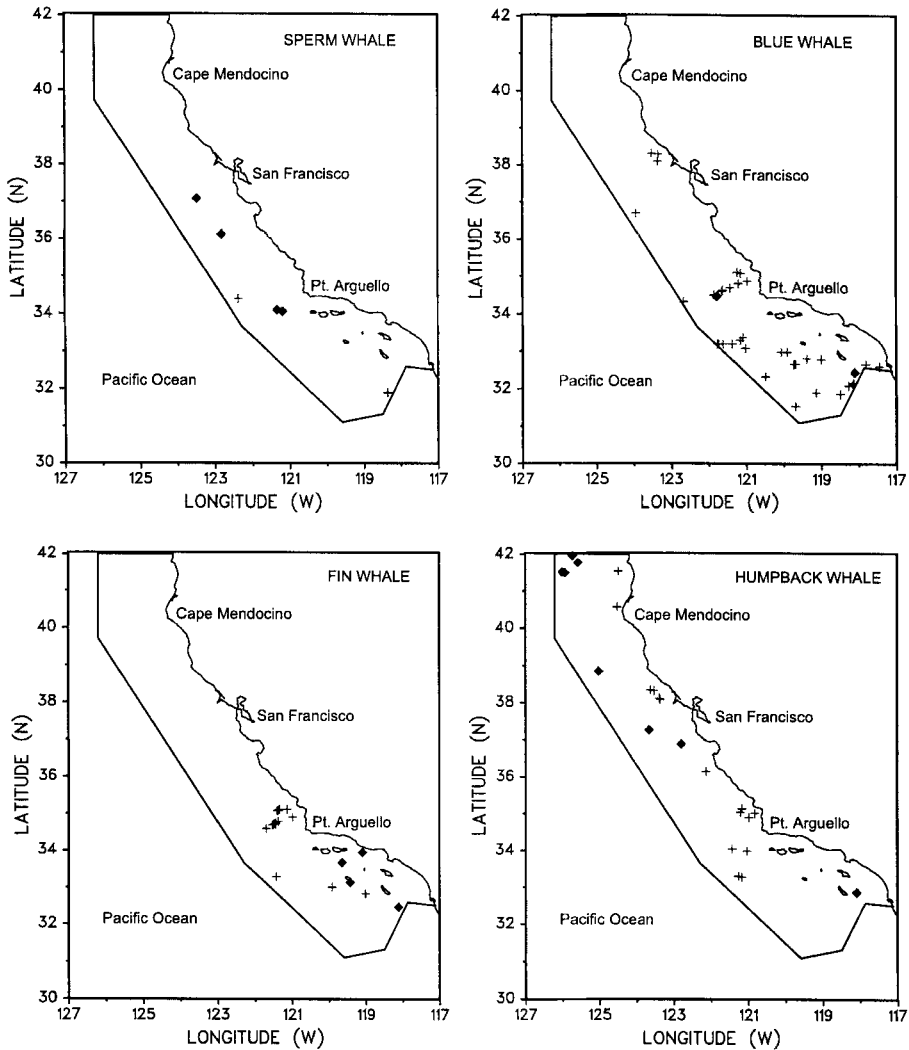 42
40
38
36
34
32
30
LATITUDE (N)
SPERM WHALE
Cape Mendocino
San Francisco
Pt. Arguello
Pacific Ocean
127
125
123
121
119
117
LONGITUDE (W)
42
40
38
36
34
32
30
LATITUDE (N)
BLUE WHALE
Cape Mendocino
San Francisco
Pt. Arguello
Pacific Ocean
127
125
123
121
119
117
LONGITUDE (W)
42
40
38
36
34
32
30
LATITUDE (N)
FIN WHALE
Cape Mendocino
San Francisco
Pt. Arguello
Pacific Ocean
127
125
123
121
119
117
LONGITUDE (W)
42
40
38
36
34
32
30
LATITUDE (N)
HUMPBACK WHALE
Cape Mendocino
San Francisco
Pt. Arguello
Pacific Ocean
127
125
123
121
119
117
LONGITUDE (W)